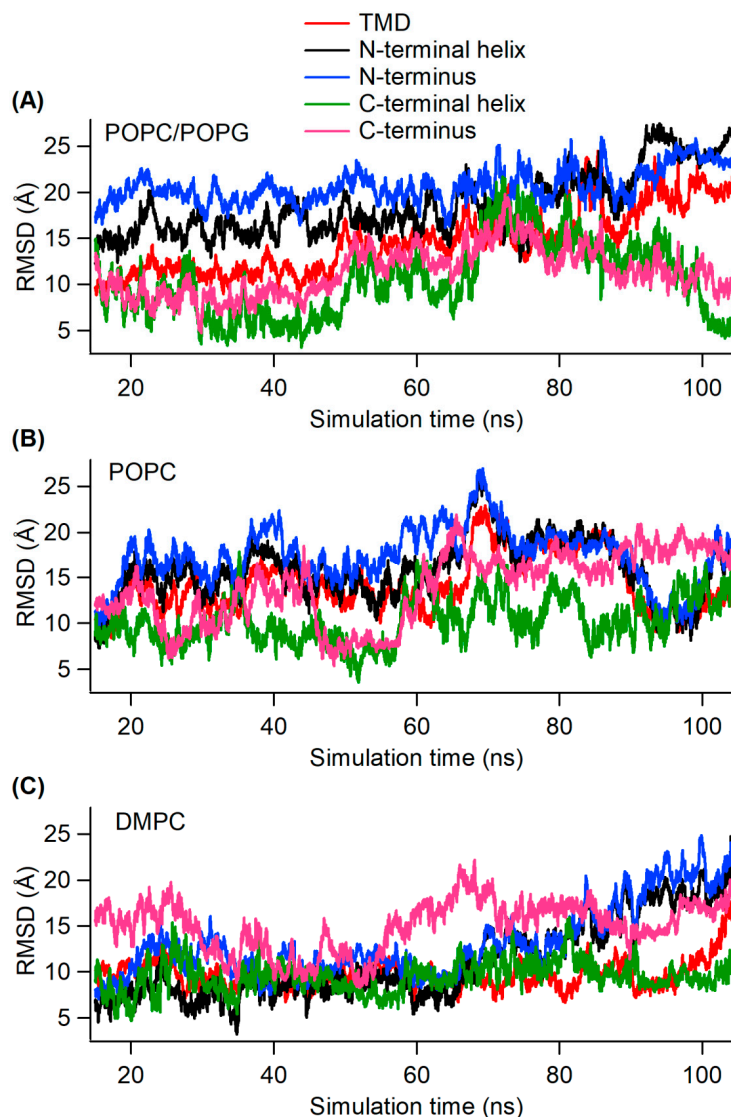 TMD
N-terminal helix
N-terminus
C-terminal helix
C-terminus
(A)
POPC/POPG
RMSD (Å)
25
20
15
10
5
20 40 60 80 100
Simulation time (ns)
(B)
POPC
RMSD (Å)
25
20
15
10
5
20 40 60 80 100
Simulation time (ns)
(C)
DMPC
RMSD (Å)
25
20
15
10
5
20 40 60 80 100
Simulation time (ns)